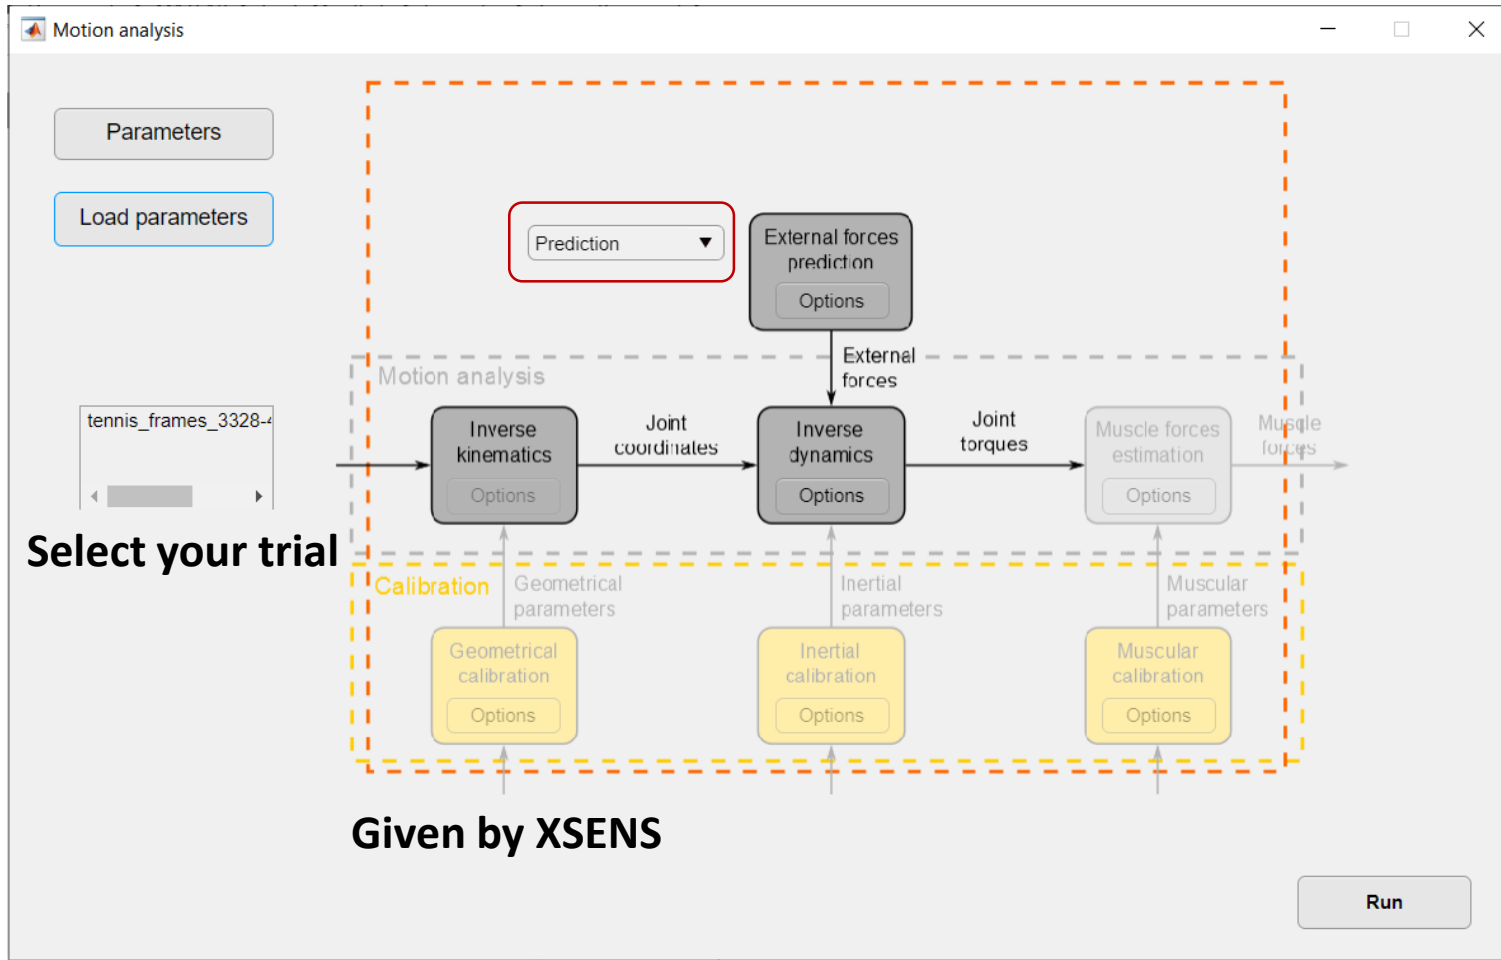 Motion analysis
Parameters
Load parameters
Prediction
External forces
prediction
Options
External
forces
Motion analysis
tennis_frames_3328-
Inverse
kinematics
Options
Joint
coordinates
Inverse
dynamics
Options
Joint
torques
Muscle forces
estimation
Options
Muscle
forces
Select your trial
Calibration
Geometrical
parameters
Inertial
parameters
Muscular
parameters
Geometrical
calibration
Options
Inertial
calibration
Options
Muscular
calibration
Options
Given by XSENS
Run